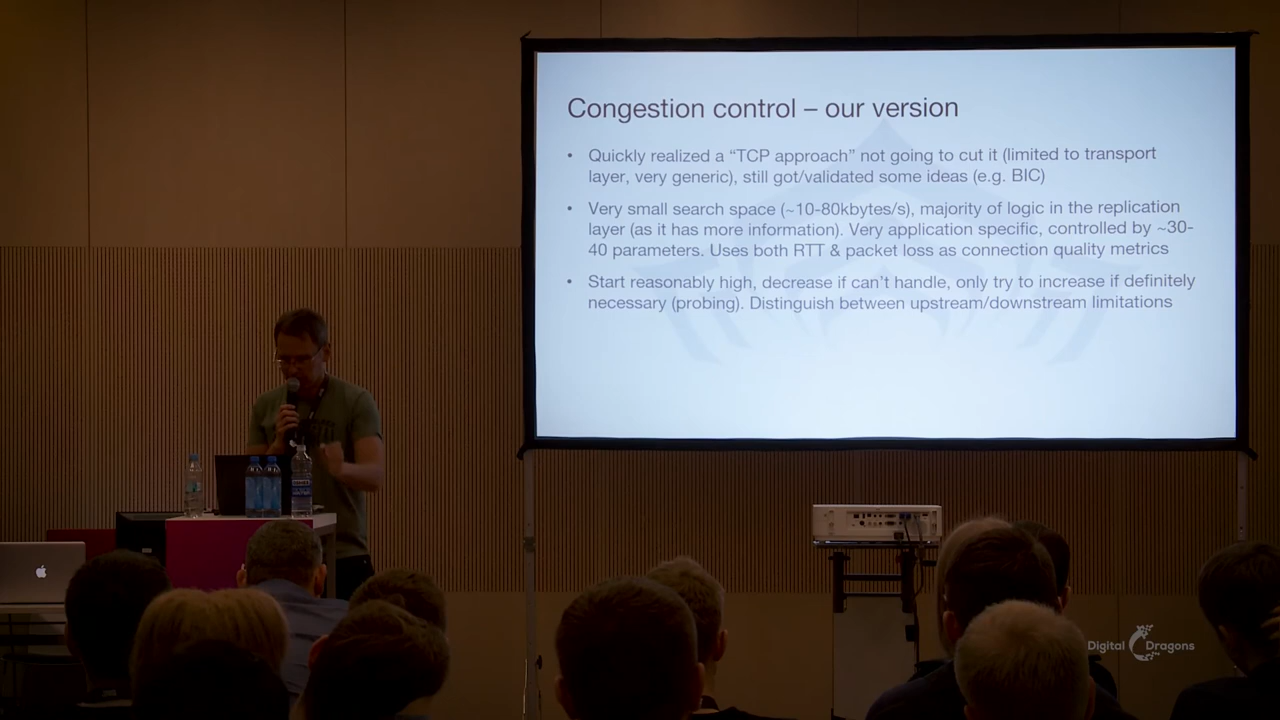 Congestion control – our version
• Quickly realized a “TCP approach” not going to cut it (limited to transport
layer, very generic), still got/validated some ideas (e.g. BIC)
• Very small search space (~10-80kbytes/s), majority of logic in the replication
layer (as it has more information). Very application specific, controlled by ~30-
40 parameters. Uses both RTT & packet loss as connection quality metrics
• Start reasonably high, decrease if can’t handle, only try to increase if definitely
necessary (probing). Distinguish between upstream/downstream limitations
Digital Dragons